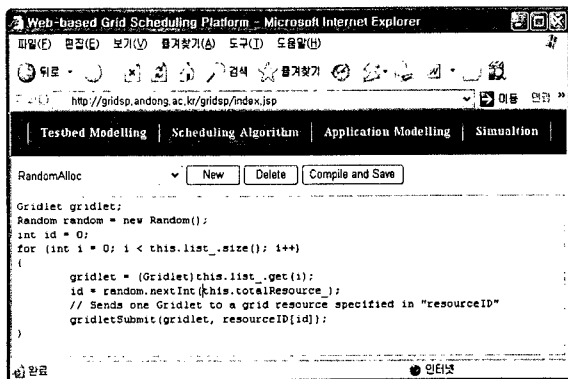 Web-based Grid Scheduling Platform - Microsoft Internet Explorer
파일(F) 편집(E) 보기(V) 즐겨찾기(A) 도구(T) 도움말(H)
뒤로 검색 즐겨찾기
http://gridsp.andong.ac.kr/gridsp/index.jsp 이동 연결 »
Testbed Modelling | Scheduling Algorithm | Application Modelling | Simualtion
RandomAlloc New Delete Compile and Save
Gridlet gridlet;
Random random = new Random();
int id = 0;
for (int i = 0; i < this.list_.size(); i++)
{
gridlet = (Gridlet)this.list_.get(i);
id = random.nextInt(this.totalResource_);
// Sends one Gridlet to a grid resource specified in "resourceID"
gridletSubmit(gridlet, resourceID[id]);
}
완료 인터넷